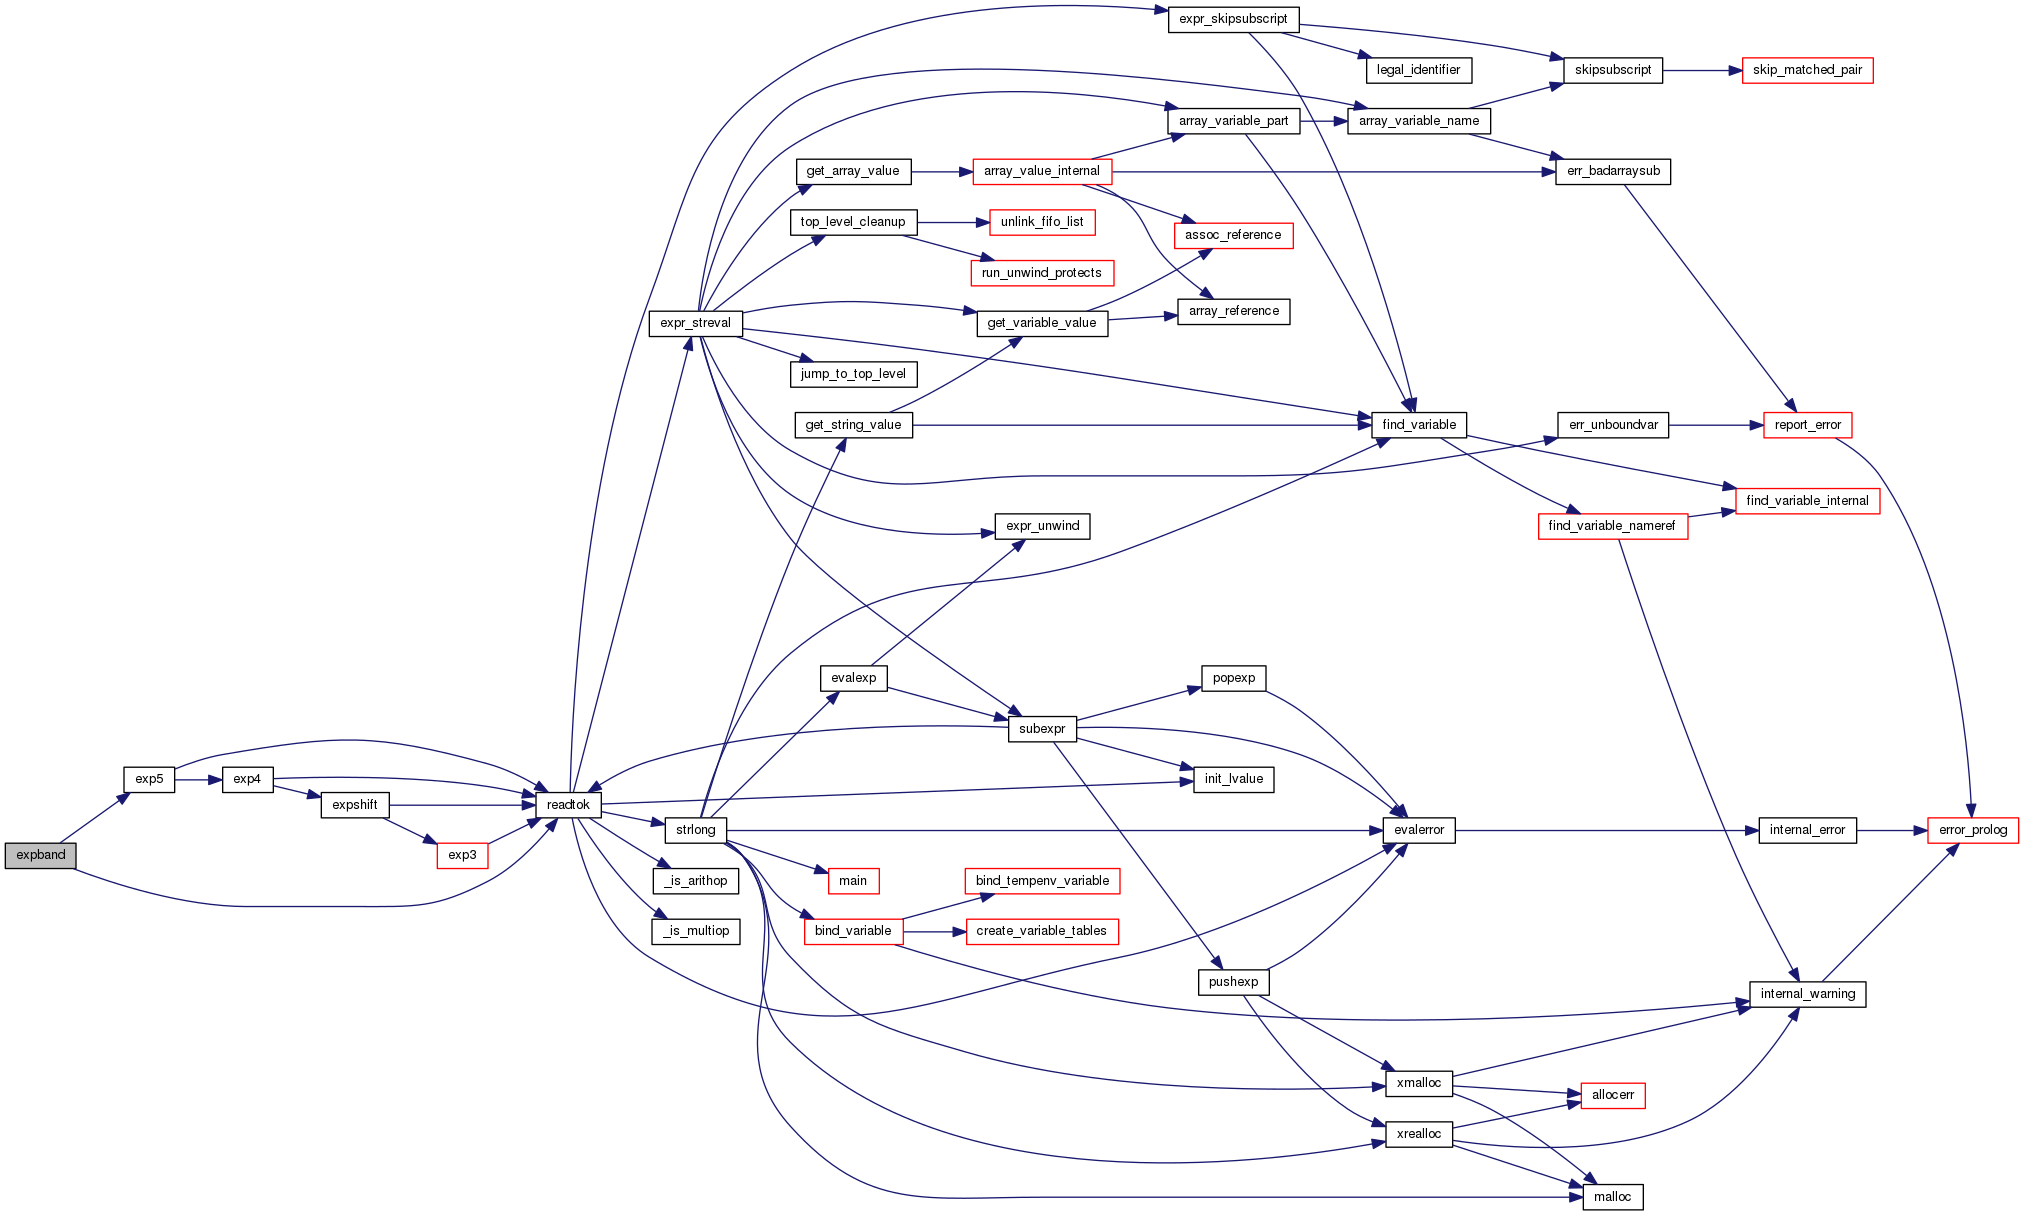 expr_skipsubscript
legal_identifier
skipsubscript
skip_matched_pair
array_variable_part
array_variable_name
get_array_value
array_value_internal
err_badarraysub
top_level_cleanup
unlink_fifo_list
assoc_reference
run_unwind_protects
array_reference
expr_streval
get_variable_value
jump_to_top_level
get_string_value
find_variable
err_unboundvar
report_error
find_variable_internal
expr_unwind
find_variable_nameref
evalexp
popexp
subexpr
exp5
exp4
init_lvalue
expshift
readtok
strlong
evalerror
internal_error
error_prolog
expband
exp3
_is_arithop
main
bind_tempenv_variable
_is_multiop
bind_variable
create_variable_tables
pushexp
internal_warning
xmalloc
allocerr
xrealloc
malloc